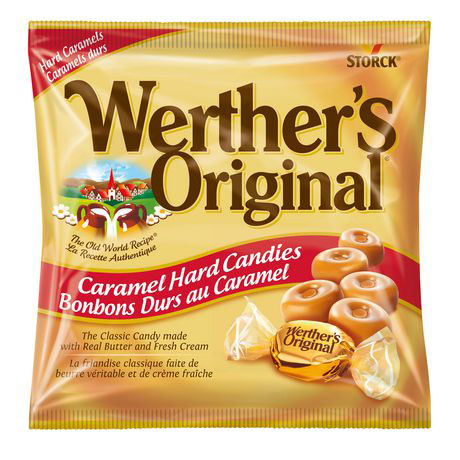 Hard Caramels
Caramels durs
STORCK®
Werther's
Original®
The Old World Recipe®
La Recette Authentique
Caramel Hard Candies
Bonbons Durs au Caramel
The Classic Candy made
with Real Butter and Fresh Cream
La friandise classique faite de
beurre véritable et de crème fraîche
Werther's
Original